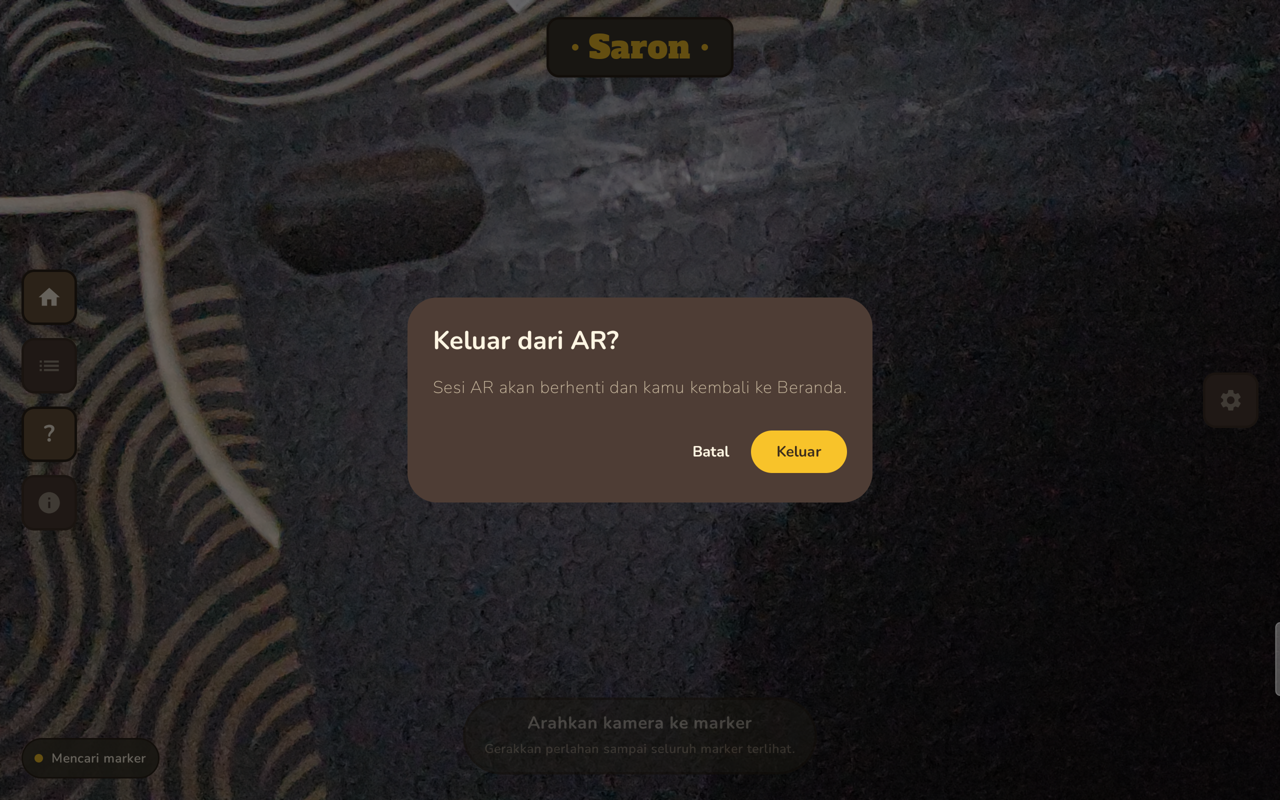 • Saron •
Keluar dari AR?
Sesi AR akan berhenti dan kamu kembali ke Beranda.
Batal
Keluar
?
Arahkan kamera ke marker
Gerakkan perlahan sampai seluruh marker terlihat.
Mencari marker